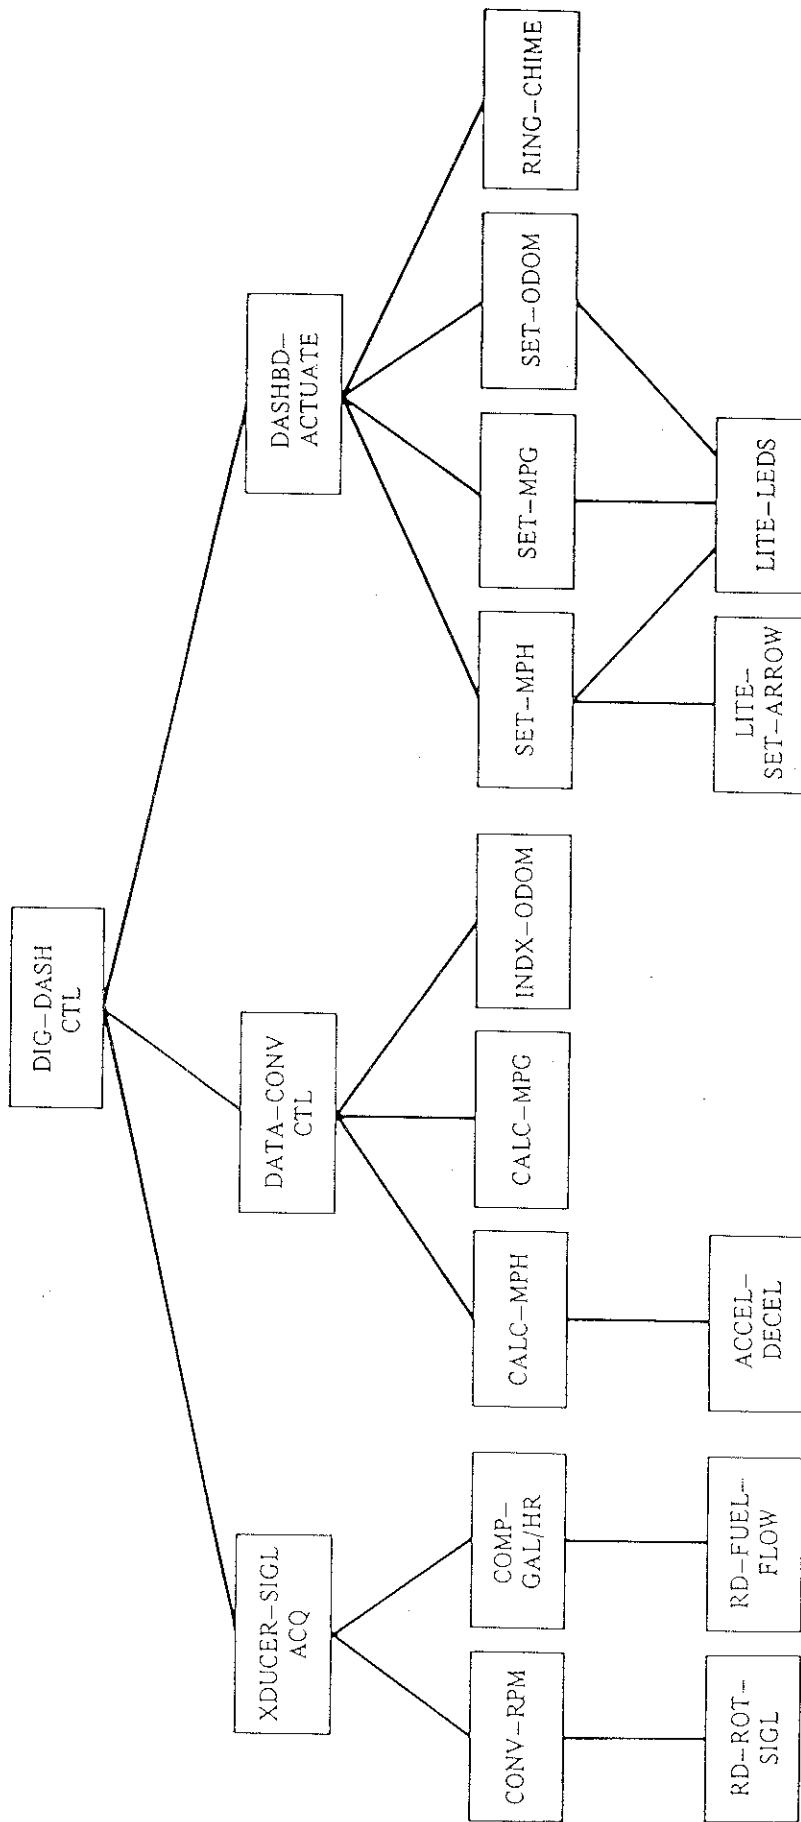 DIG–DASH
CTL
XDUCER–SIGL
ACQ
DATA–CONV
CTL
DASHBD–
ACTUATE
CONV–RPM
COMP–
GAL/HR
CALC–MPH
CALC–MPG
INDX–ODOM
SET–MPH
SET–MPG
SET–ODOM
RING–CHIME
RD–ROT–
SIGL
RD–FUEL–
FLOW
ACCEL–
DECEL
LITE–
SET–ARROW
LITE–LEDS